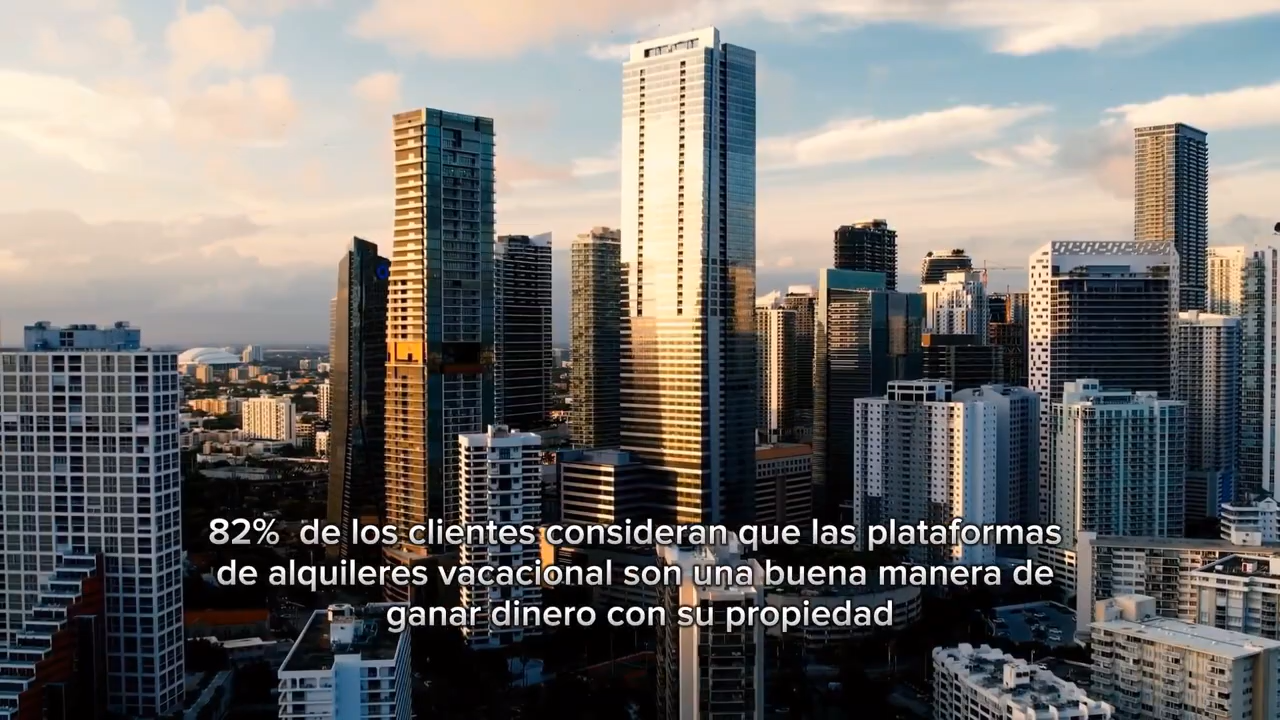 82% de los clientes consideran que las plataformas
de alquileres vacacional son una buena manera de
ganar dinero con su propiedad